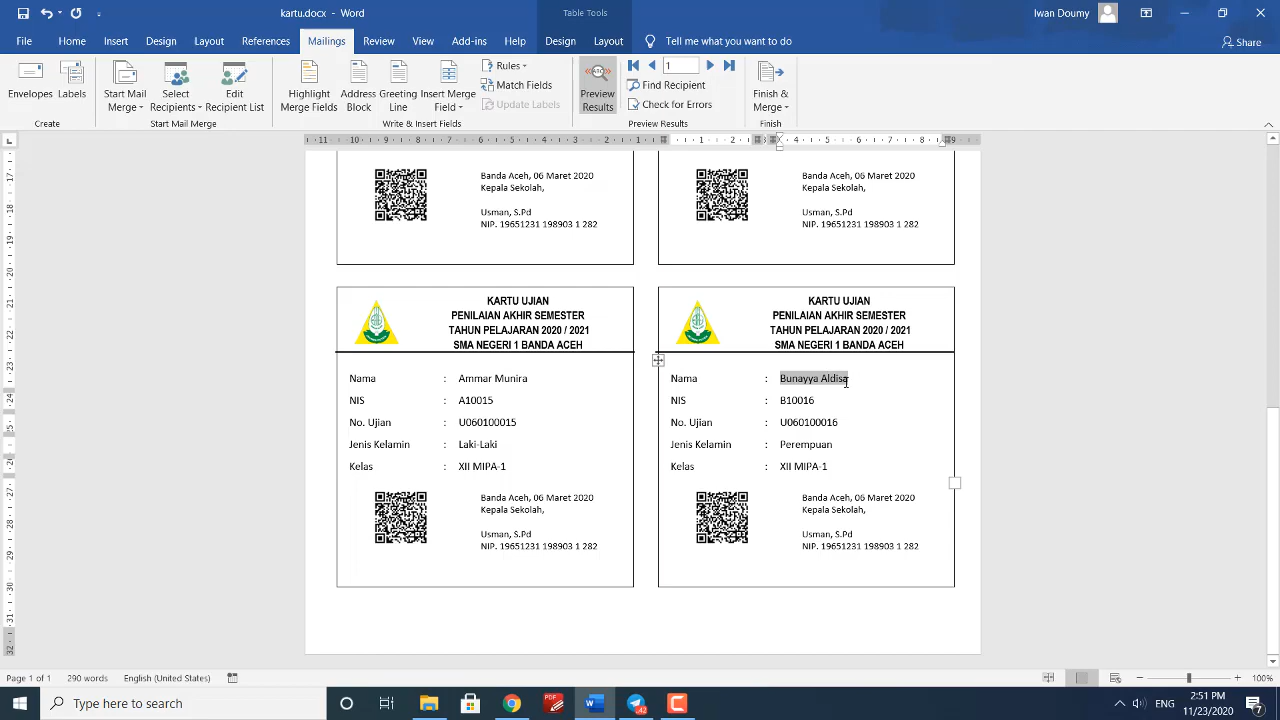 kartu.docx - Word
Table Tools
Iwan Doumy
File
Home
Insert
Design
Layout
References
Mailings
Review
View
Add-ins
Help
Design
Layout
Tell me what you want to do
Share
Envelopes
Labels
Create
Start Mail Merge
Select Recipients
Edit Recipient List
Start Mail Merge
Highlight Merge Fields
Address Block
Greeting Line
Insert Merge Field
Rules
Match Fields
Update Labels
Write & Insert Fields
ABC
Preview Results
1
Find Recipient
Check for Errors
Preview Results
Finish & Merge
Finish
Banda Aceh, 06 Maret 2020
Kepala Sekolah,
Usman, S.Pd
NIP. 19651231 198903 1 282
Banda Aceh, 06 Maret 2020
Kepala Sekolah,
Usman, S.Pd
NIP. 19651231 198903 1 282
KARTU UJIAN
PENILAIAN AKHIR SEMESTER
TAHUN PELAJARAN 2020 / 2021
SMA NEGERI 1 BANDA ACEH
Nama : Ammar Munira
NIS : A10015
No. Ujian : U060100015
Jenis Kelamin : Laki-Laki
Kelas : XII MIPA-1
Banda Aceh, 06 Maret 2020
Kepala Sekolah,
Usman, S.Pd
NIP. 19651231 198903 1 282
KARTU UJIAN
PENILAIAN AKHIR SEMESTER
TAHUN PELAJARAN 2020 / 2021
SMA NEGERI 1 BANDA ACEH
Nama : Bunayya Aldisa
NIS : B10016
No. Ujian : U060100016
Jenis Kelamin : Perempuan
Kelas : XII MIPA-1
Banda Aceh, 06 Maret 2020
Kepala Sekolah,
Usman, S.Pd
NIP. 19651231 198903 1 282
Page 1 of 1
290 words
English (United States)
100%
Type here to search
PDF
ENG
2:51 PM
11/23/2020